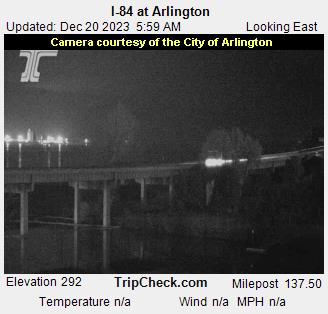 I-84 at Arlington
Updated: Dec 20 2023 5:59 AM Looking East
Camera courtesy of the City of Arlington
Elevation 292 TripCheck.com Milepost 137.50
Temperature n/a Wind n/a MPH n/a